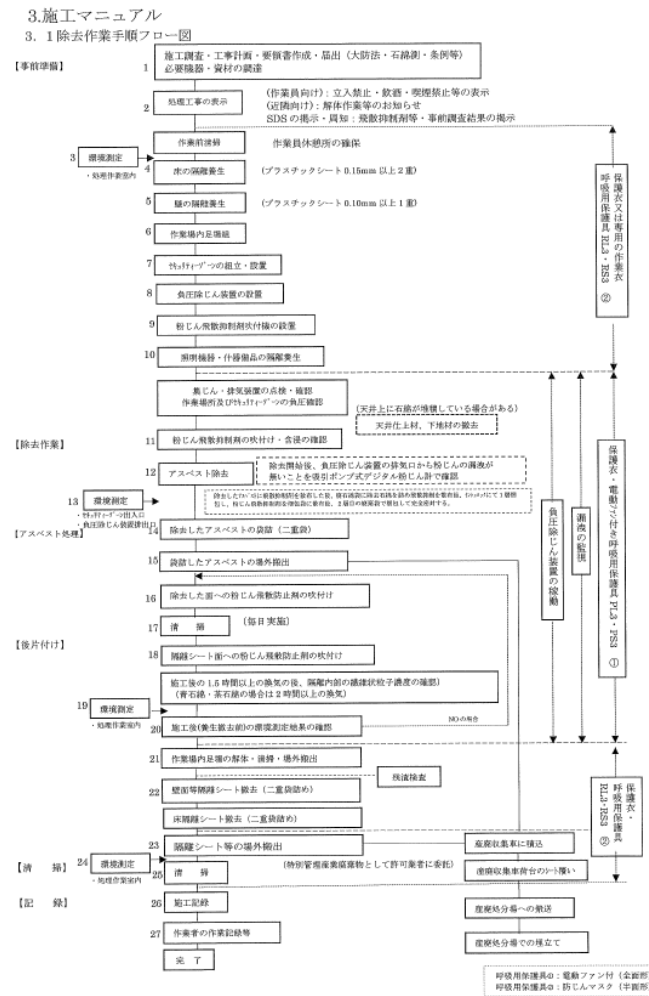 3.施工マニュアル
3．1除去作業手順フロー図
【事前準備】
1
施工調査・工事計画・要領書作成・届出（大防法・石綿則・条例等）
必要機器・資材の調達
2
処理工事の表示
(作業員向け)：立入禁止・飲酒・喫煙禁止等の表示
(近隣向け)：解体作業等のお知らせ
SDSの掲示・周知：飛散抑制剤等・事前調査結果の掲示
作業前清掃
作業員休憩所の確保
3
環境測定
・処理作業室内
4
床の隔離養生
(プラスチックシート0.15mm以上2重)
5
壁の隔離養生
(プラスチックシート0.10mm以上1重)
6
作業場内足場組
7
ｾｷｭﾘﾃｨｰｿﾞｰﾝの組立・設置
8
負圧除じん装置の設置
9
粉じん飛散抑制剤吹付機の設置
10
照明機器・什器備品の隔離養生
保護衣又は専用の作業衣
呼吸用保護具RL3・RS3 ②
集じん・排気装置の点検・確認
作業場所及びｾｷｭﾘﾃｨｰｿﾞｰﾝの負圧確認
(天井上に石綿が堆積している場合がある)
天井仕上材、下地材の撤去
【除去作業】
11
粉じん飛散抑制剤の吹付け・含浸の確認
12
アスベスト除去
除去開始後、負圧除じん装置の排気口から粉じんの漏洩が
無いことを吸引ポンプ式デジタル粉じん計で確認
13
環境測定
・ｾｷｭﾘﾃｨｰｿﾞｰﾝ出入口
・負圧除じん装置排出口
【アスベスト処理】
14
除去したアスベストの袋詰（二重袋）
15
袋詰したアスベストの場外搬出
16
除去した面への粉じん飛散防止剤の吹付け
17
清　掃
〔毎日実施〕
【後片付け】
18
隔離シート面への粉じん飛散防止剤の吹付け
施工後の1.5時間以上の換気の後、隔離内部の繊維状粒子濃度の確認）
（青石綿・茶石綿の場合は2時間以上の換気）
19
環境測定
・処理作業室内
20
施工後(養生撤去前)の環境測定結果の確認
NOの場合
負圧除じん装置の稼働
漏洩の監視
保護衣・電動ﾌｧﾝ付き呼吸用保護具PL3・PS3 ①
21
作業場内足場の解体・清掃・場外搬出
残渣検査
22
壁面等隔離シート撤去（二重袋詰め）
床隔離シート撤去（二重袋詰め）
保護衣・
呼吸用保護具
RL3・RS3 ②
23
隔離シート等の場外搬出
産廃収集車に積込
(特別管理産業廃棄物として許可業者に委託)
【清　掃】
24
環境測定
・処理作業室内
25
清　掃
産廃収集車荷台のｼｰﾄ覆い
【記　録】
26
施工記録
産廃処分場への搬送
27
作業者の作業記録等
産廃処分場での埋立て
完　了
呼吸用保護具①：電動ファン付（全面形
呼吸用保護具②：防じんマスク（半面形